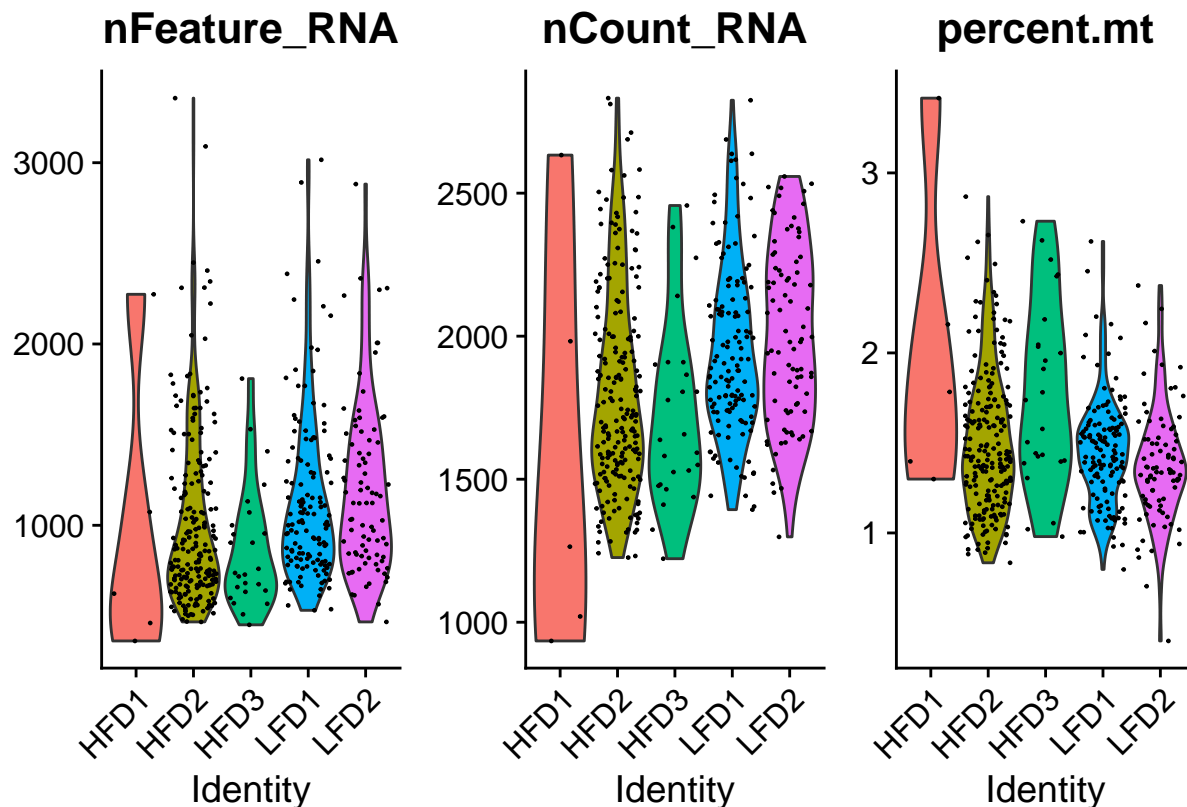 nFeature_RNA
3000
2000
1000
HFD1
HFD2
HFD3
LFD1
LFD2
Identity
nCount_RNA
2500
2000
1500
1000
HFD1
HFD2
HFD3
LFD1
LFD2
Identity
percent.mt
3
2
1
HFD1
HFD2
HFD3
LFD1
LFD2
Identity